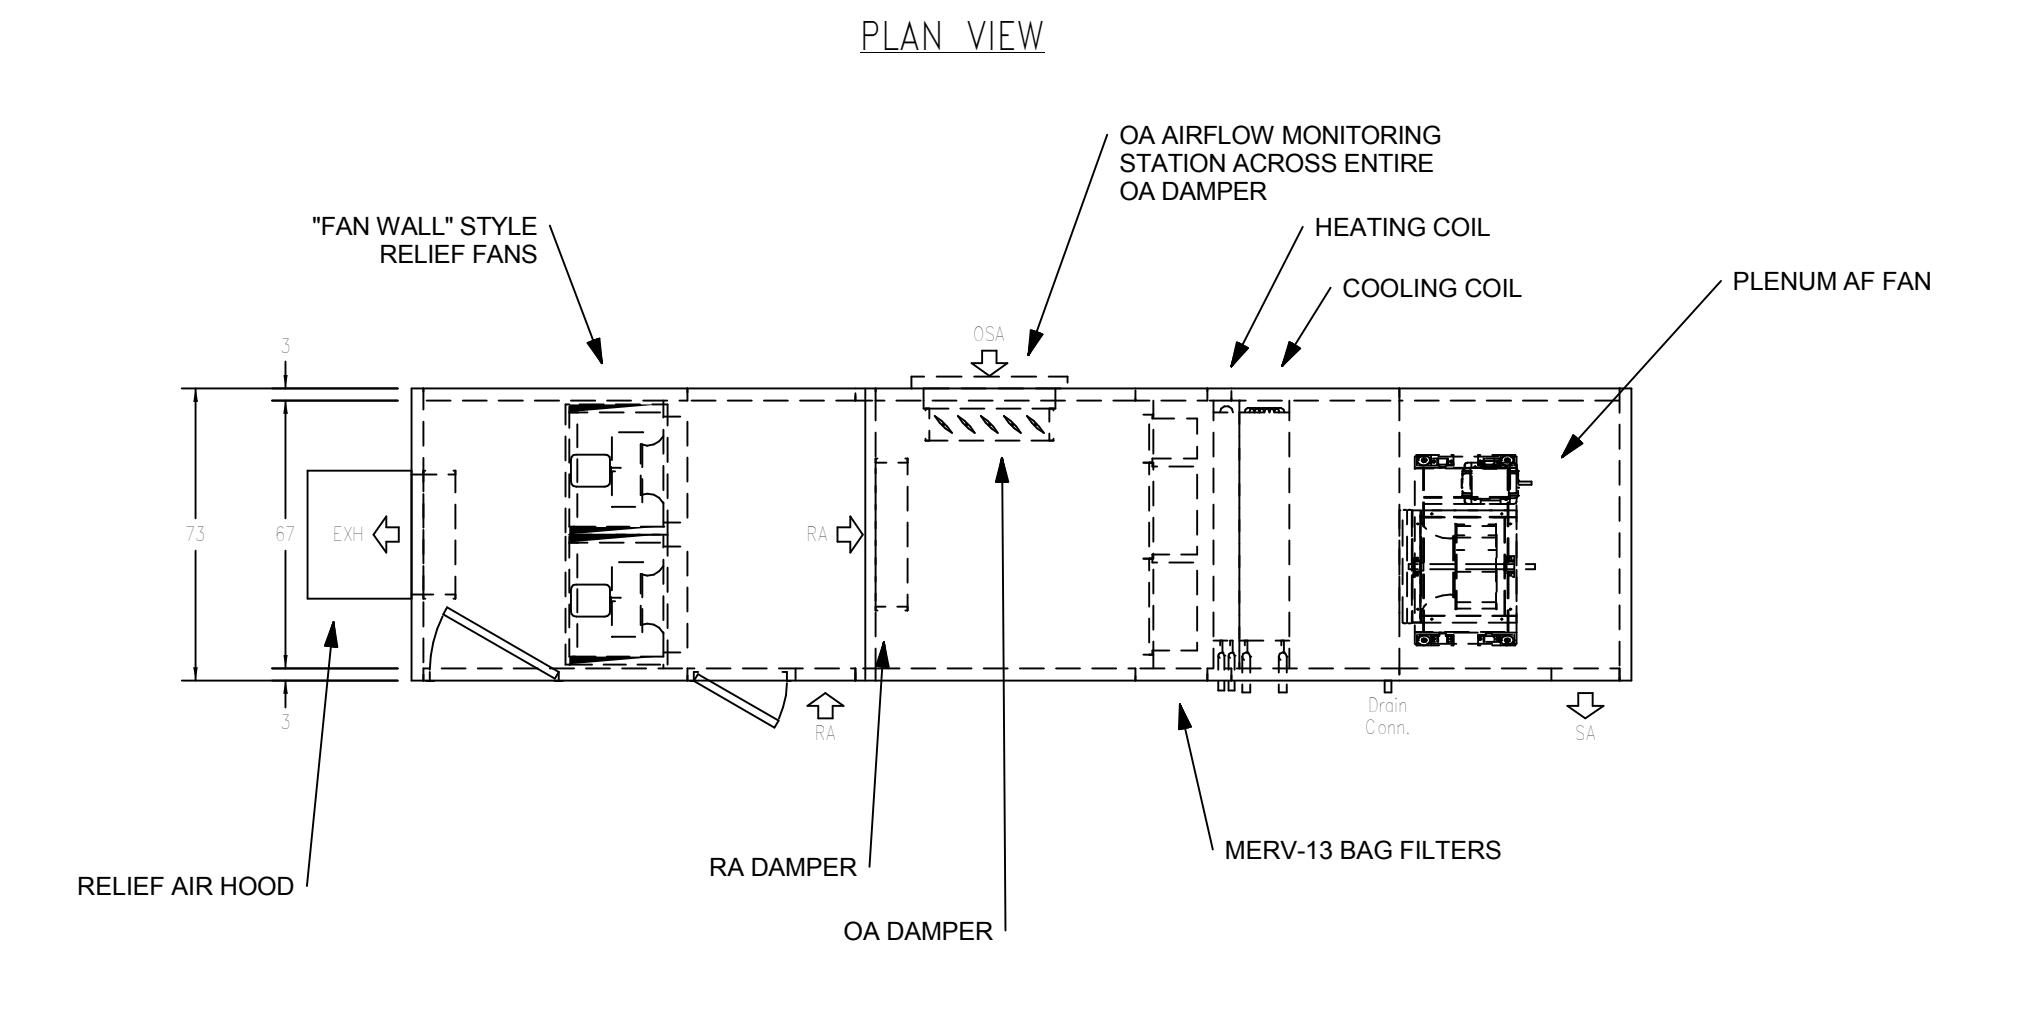 PLAN VIEW
OA AIRFLOW MONITORING
STATION ACROSS ENTIRE
OA DAMPER
"FAN WALL" STYLE
RELIEF FANS
HEATING COIL
COOLING COIL
PLENUM AF FAN
OSA
3
73
67
EXH
RA
3
RA
Drain
Conn.
SA
RELIEF AIR HOOD
RA DAMPER
OA DAMPER
MERV-13 BAG FILTERS